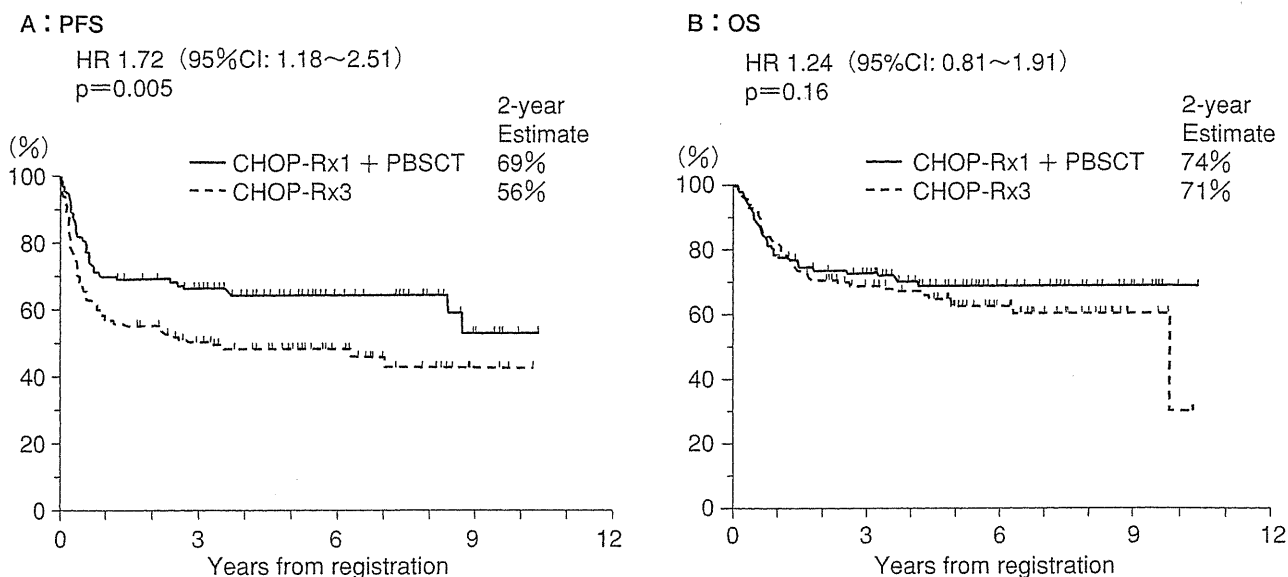 A：PFS
HR 1.72 (95%CI: 1.18～2.51)
p＝0.005
2-year
Estimate
CHOP-Rx1 + PBSCT 69%
CHOP-Rx3 56%
(%)
100
80
60
40
20
0
0 3 6 9 12
Years from registration
B：OS
HR 1.24 (95%CI: 0.81～1.91)
p＝0.16
2-year
Estimate
CHOP-Rx1 + PBSCT 74%
CHOP-Rx3 71%
(%)
100
80
60
40
20
0
0 3 6 9 12
Years from registration